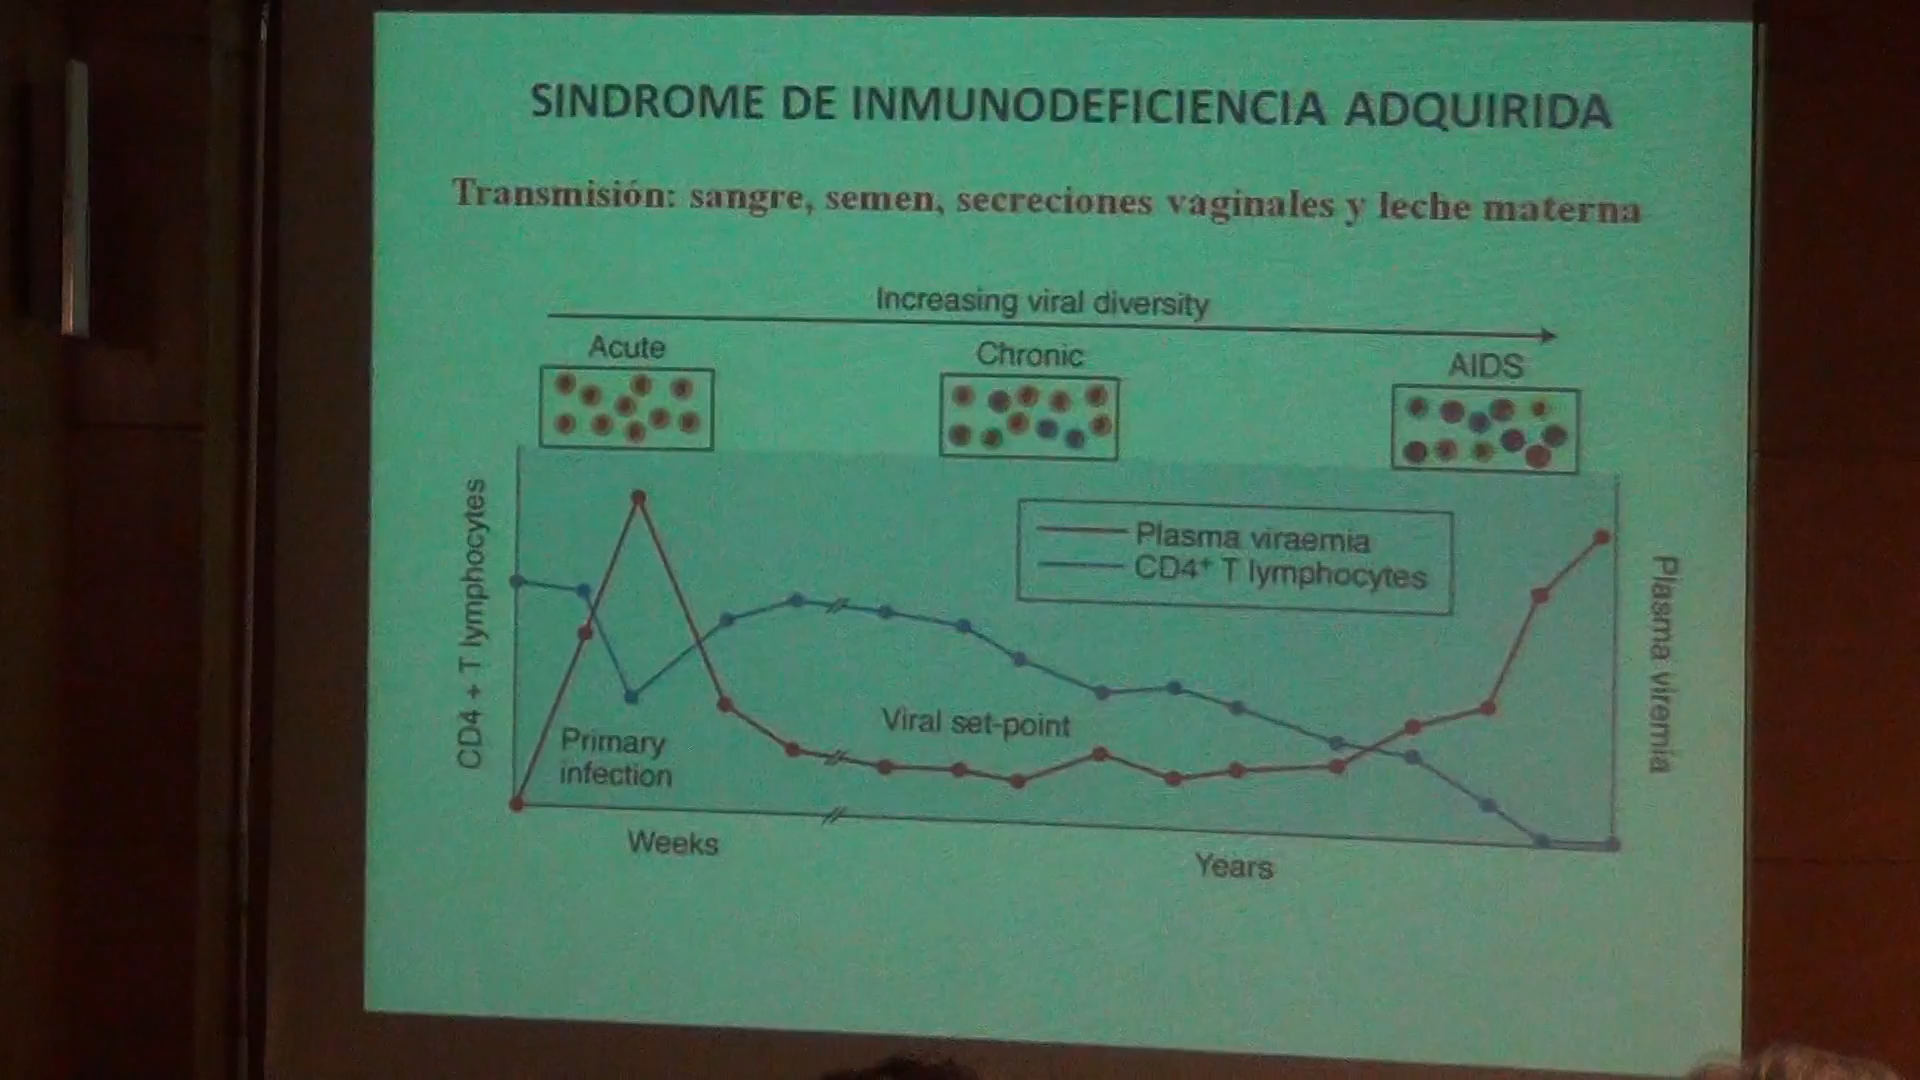 SINDROME DE INMUNODEFICIENCIA ADQUIRIDA
Transmisión: sangre, semen, secreciones vaginales y leche materna
Increasing viral diversity
Acute
Chronic
AIDS
Plasma viraemia
CD4+ T lymphocytes
CD4 + T lymphocytes
Plasma viremia
Viral set-point
Primary
infection
Weeks
Years